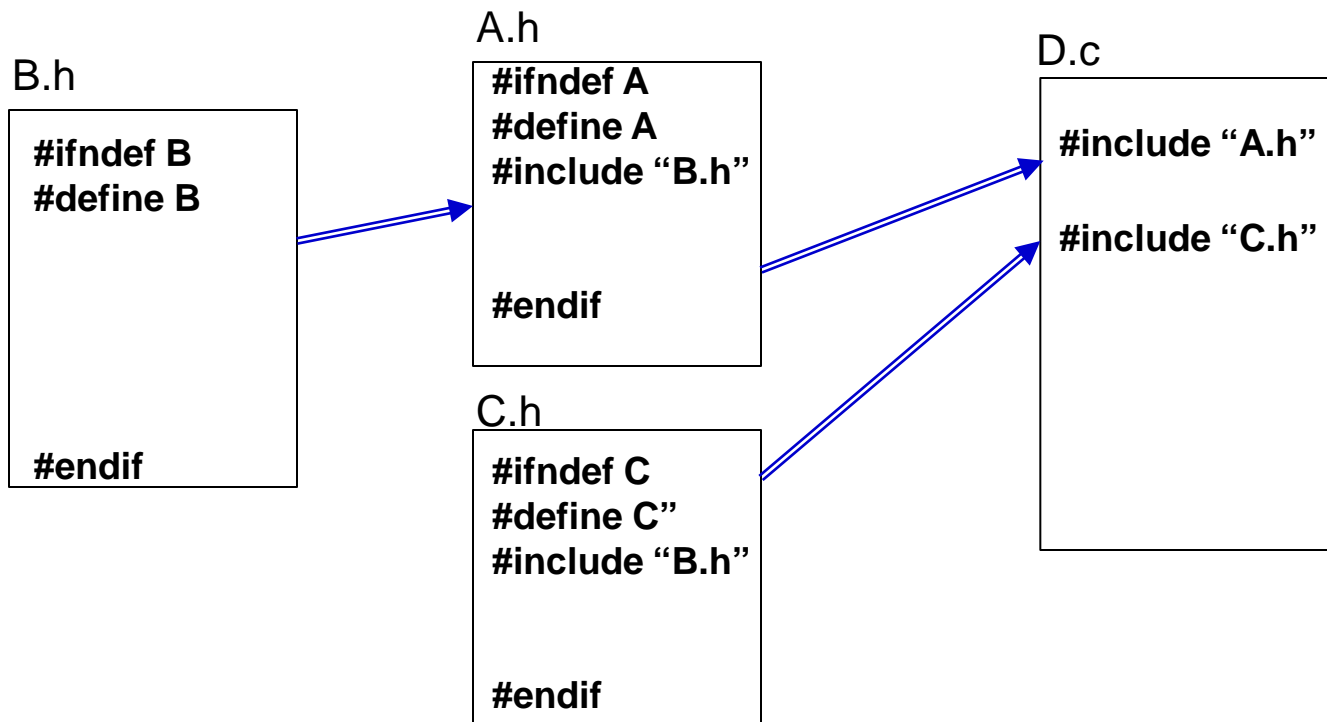 B.h
#ifndef B
#define B
#endif
A.h
#ifndef A
#define A
#include “B.h”
#endif
C.h
#ifndef C
#define C”
#include “B.h”
#endif
D.c
#include “A.h”
#include “C.h”